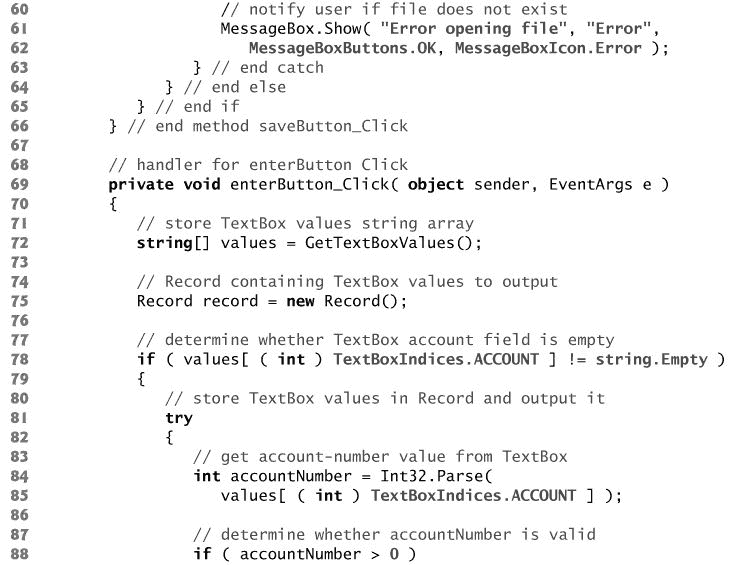 60 // notify user if file does not exist
61 MessageBox.Show( "Error opening file", "Error",
62 MessageBoxButtons.OK, MessageBoxIcon.Error );
63 } // end catch
64 } // end else
65 } // end if
66 } // end method saveButton_Click
67
68 // handler for enterButton Click
69 private void enterButton_Click( object sender, EventArgs e )
70 {
71 // store TextBox values string array
72 string[] values = GetTextBoxValues();
73
74 // Record containing TextBox values to output
75 Record record = new Record();
76
77 // determine whether TextBox account field is empty
78 if ( values[ ( int ) TextBoxIndices.ACCOUNT ] != string.Empty )
79 {
80 // store TextBox values in Record and output it
81 try
82 {
83 // get account-number value from TextBox
84 int accountNumber = Int32.Parse(
85 values[ ( int ) TextBoxIndices.ACCOUNT ] );
86
87 // determine whether accountNumber is valid
88 if ( accountNumber > 0 )